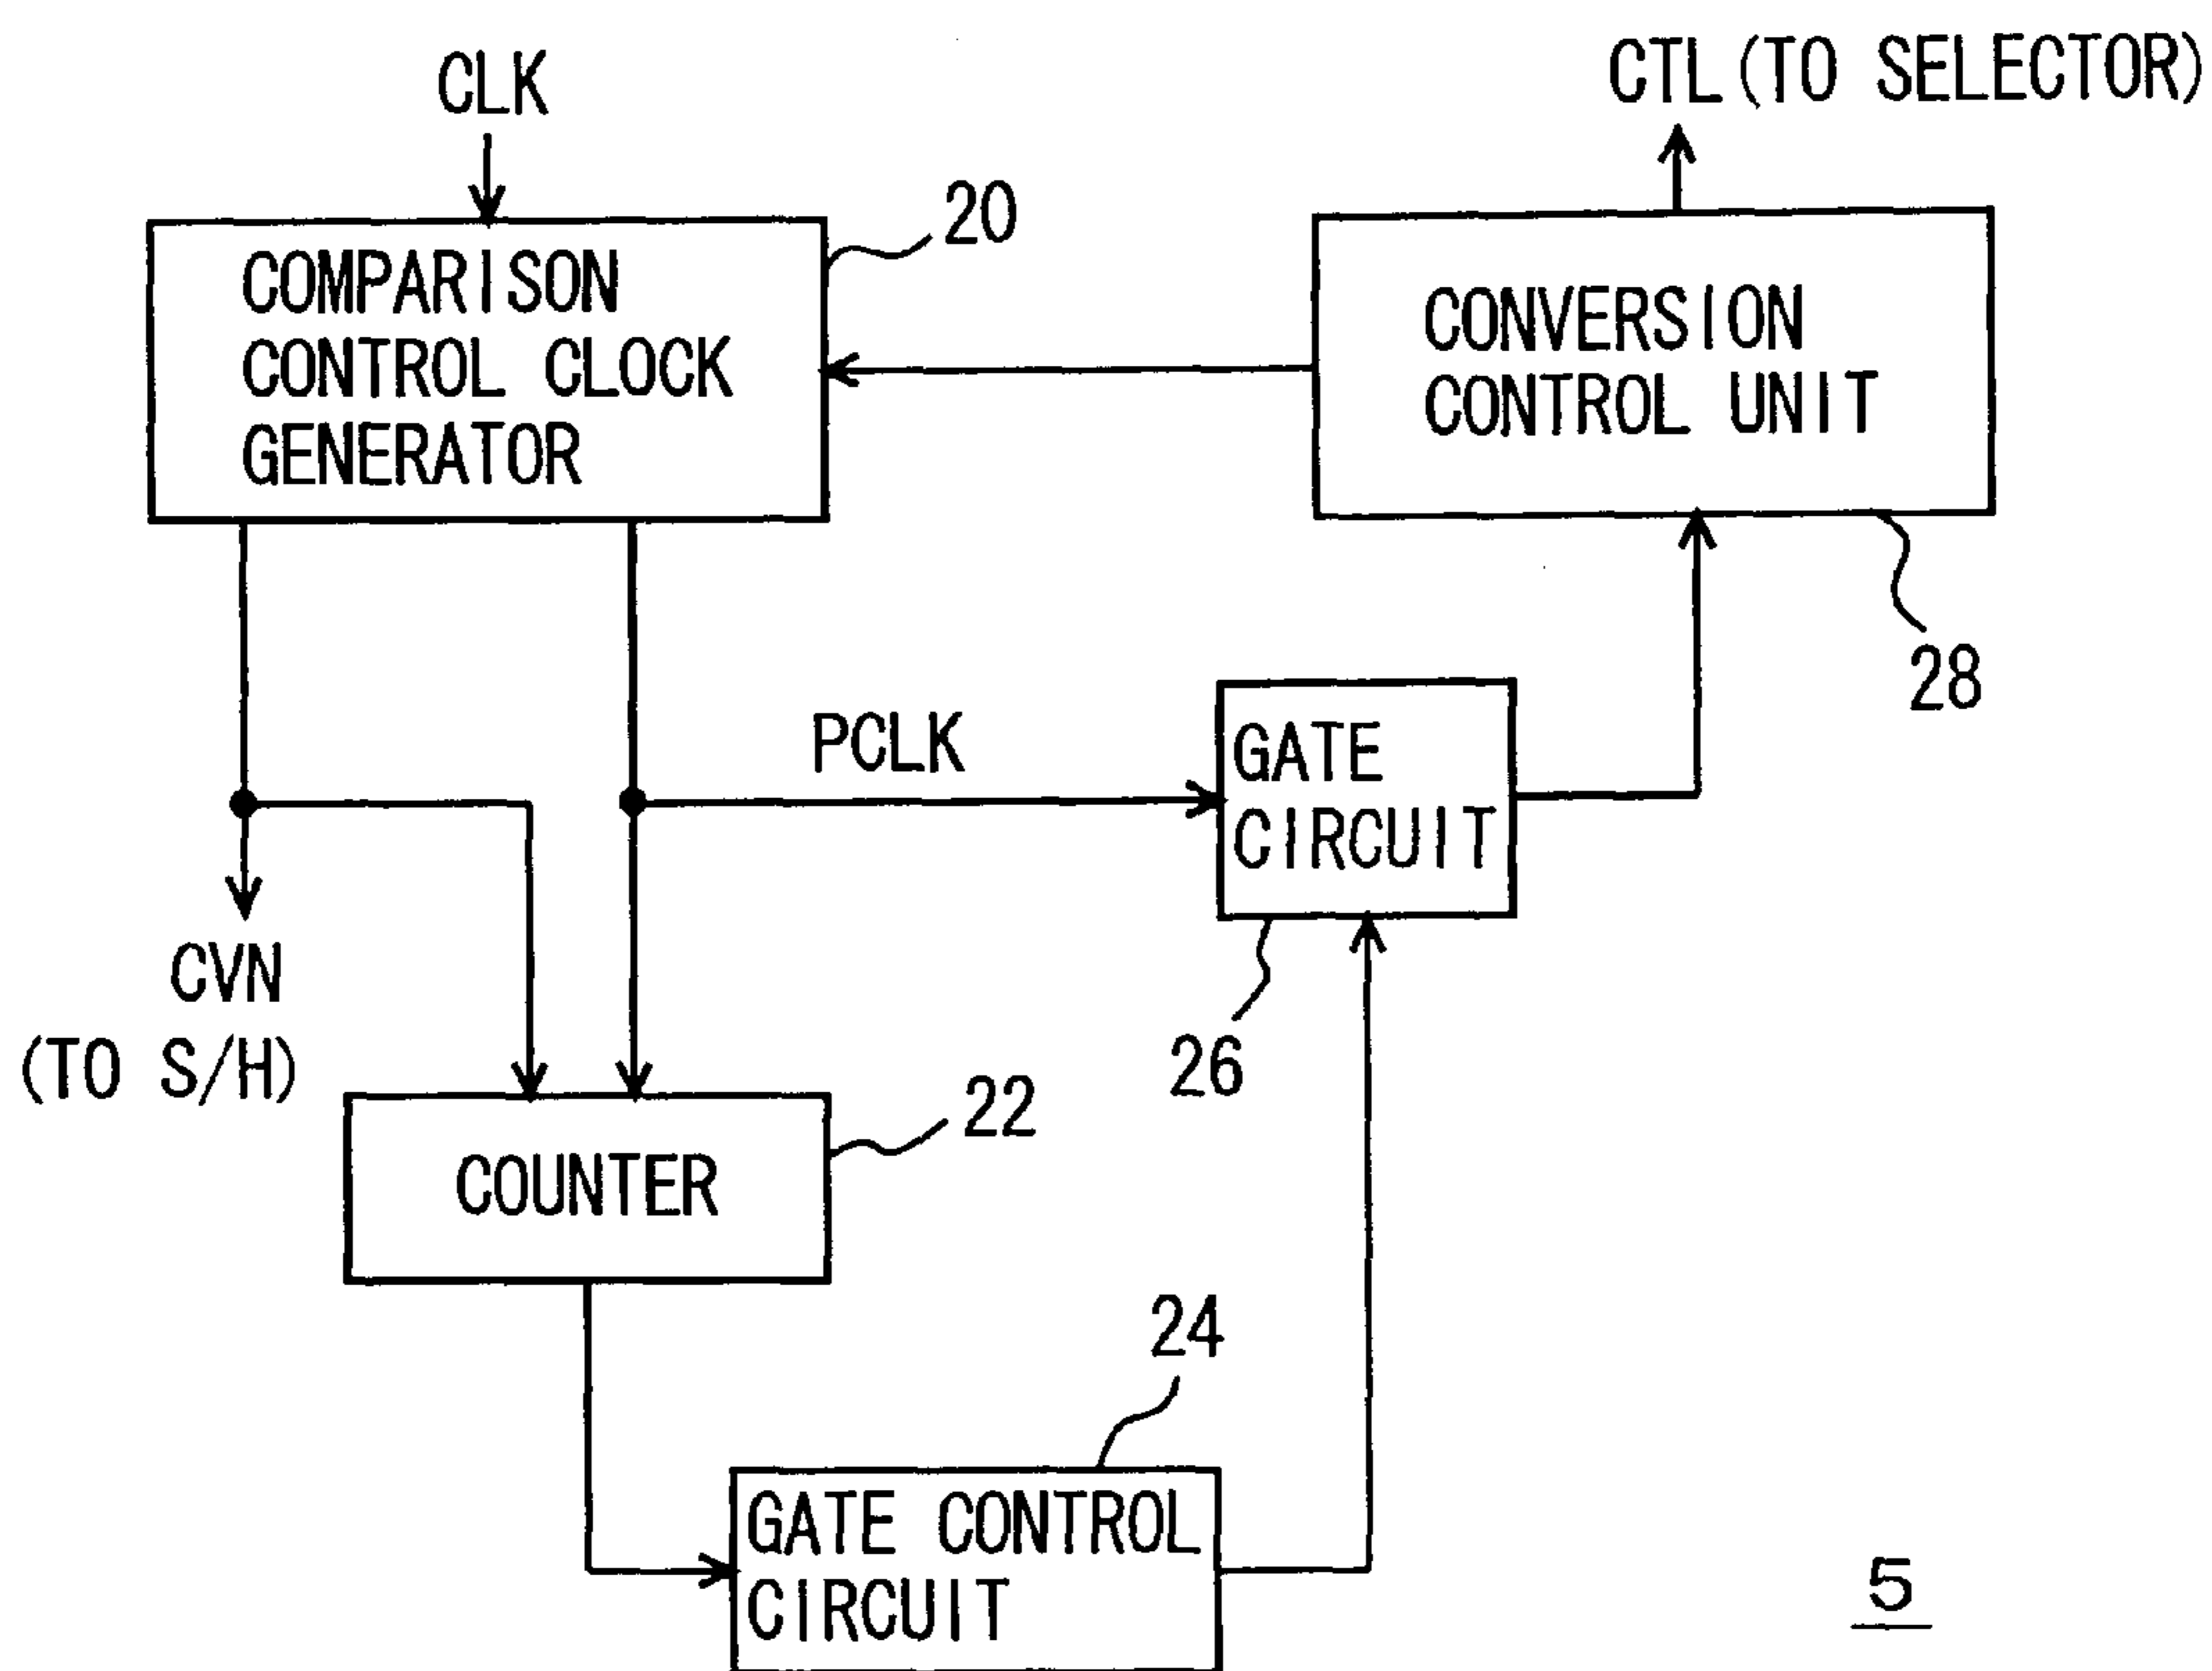 CLK
CTL (TO SELECTOR)
20
COMPARISON
CONTROL CLOCK
GENERATOR
CONVERSION
CONTROL UNIT
28
PCLK
GATE
CIRCUIT
CVN
(TO S/H)
26
22
COUNTER
24
GATE CONTROL
CIRCUIT
5